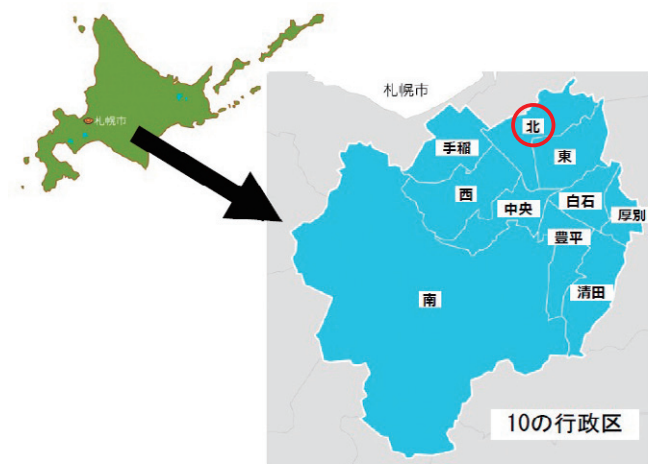 札幌市
札幌市
北
手稲
東
西
中央
白石
厚別
豊平
南
清田
10の行政区